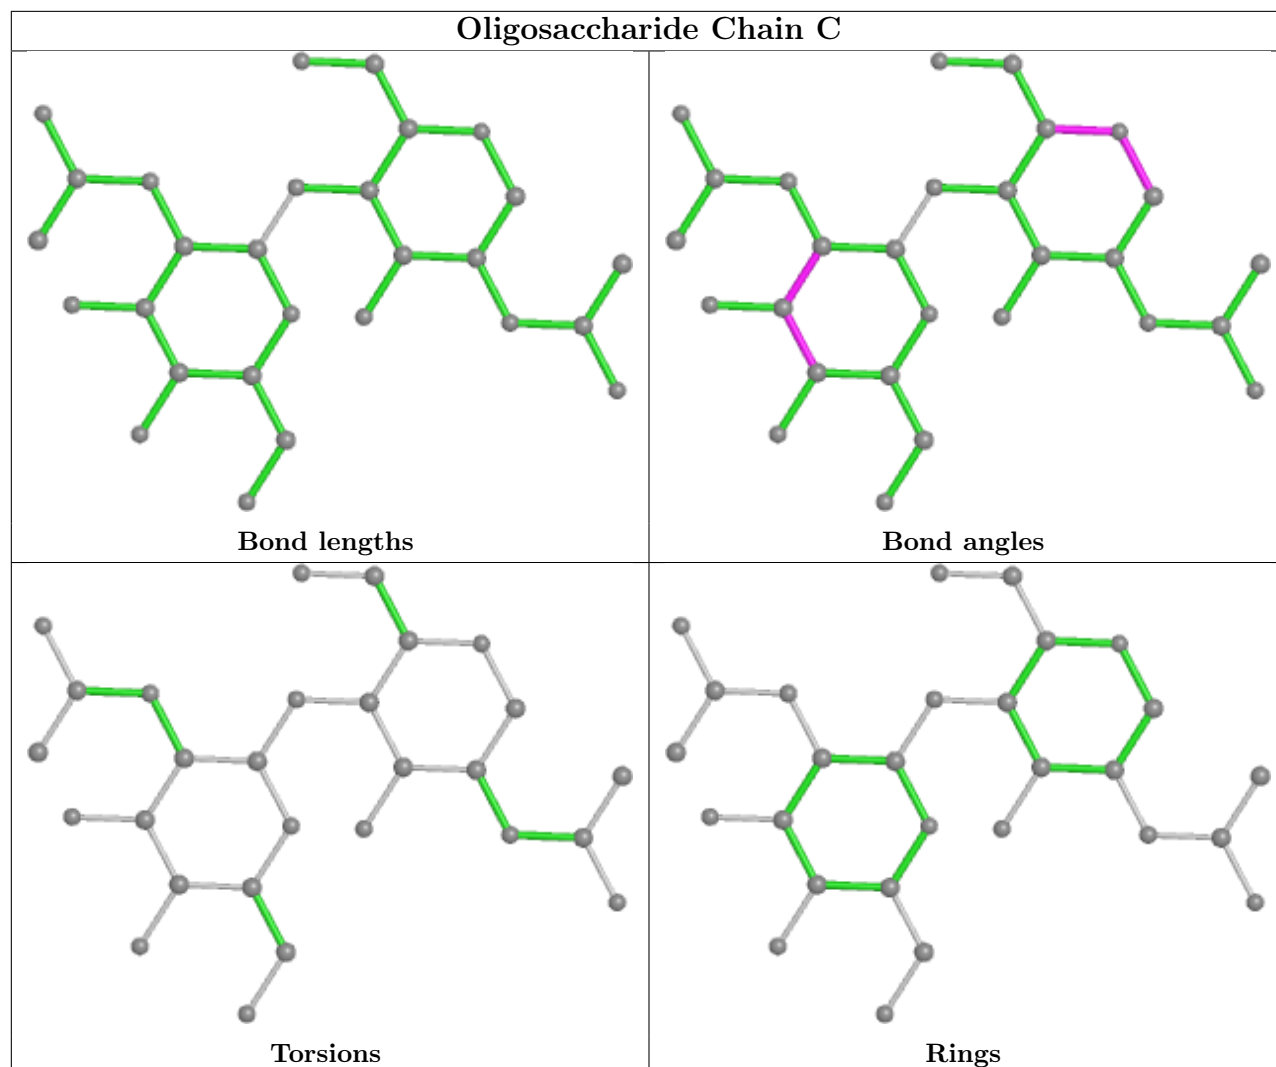 Oligosaccharide Chain C
Bond lengths
Bond angles
Torsions
Rings